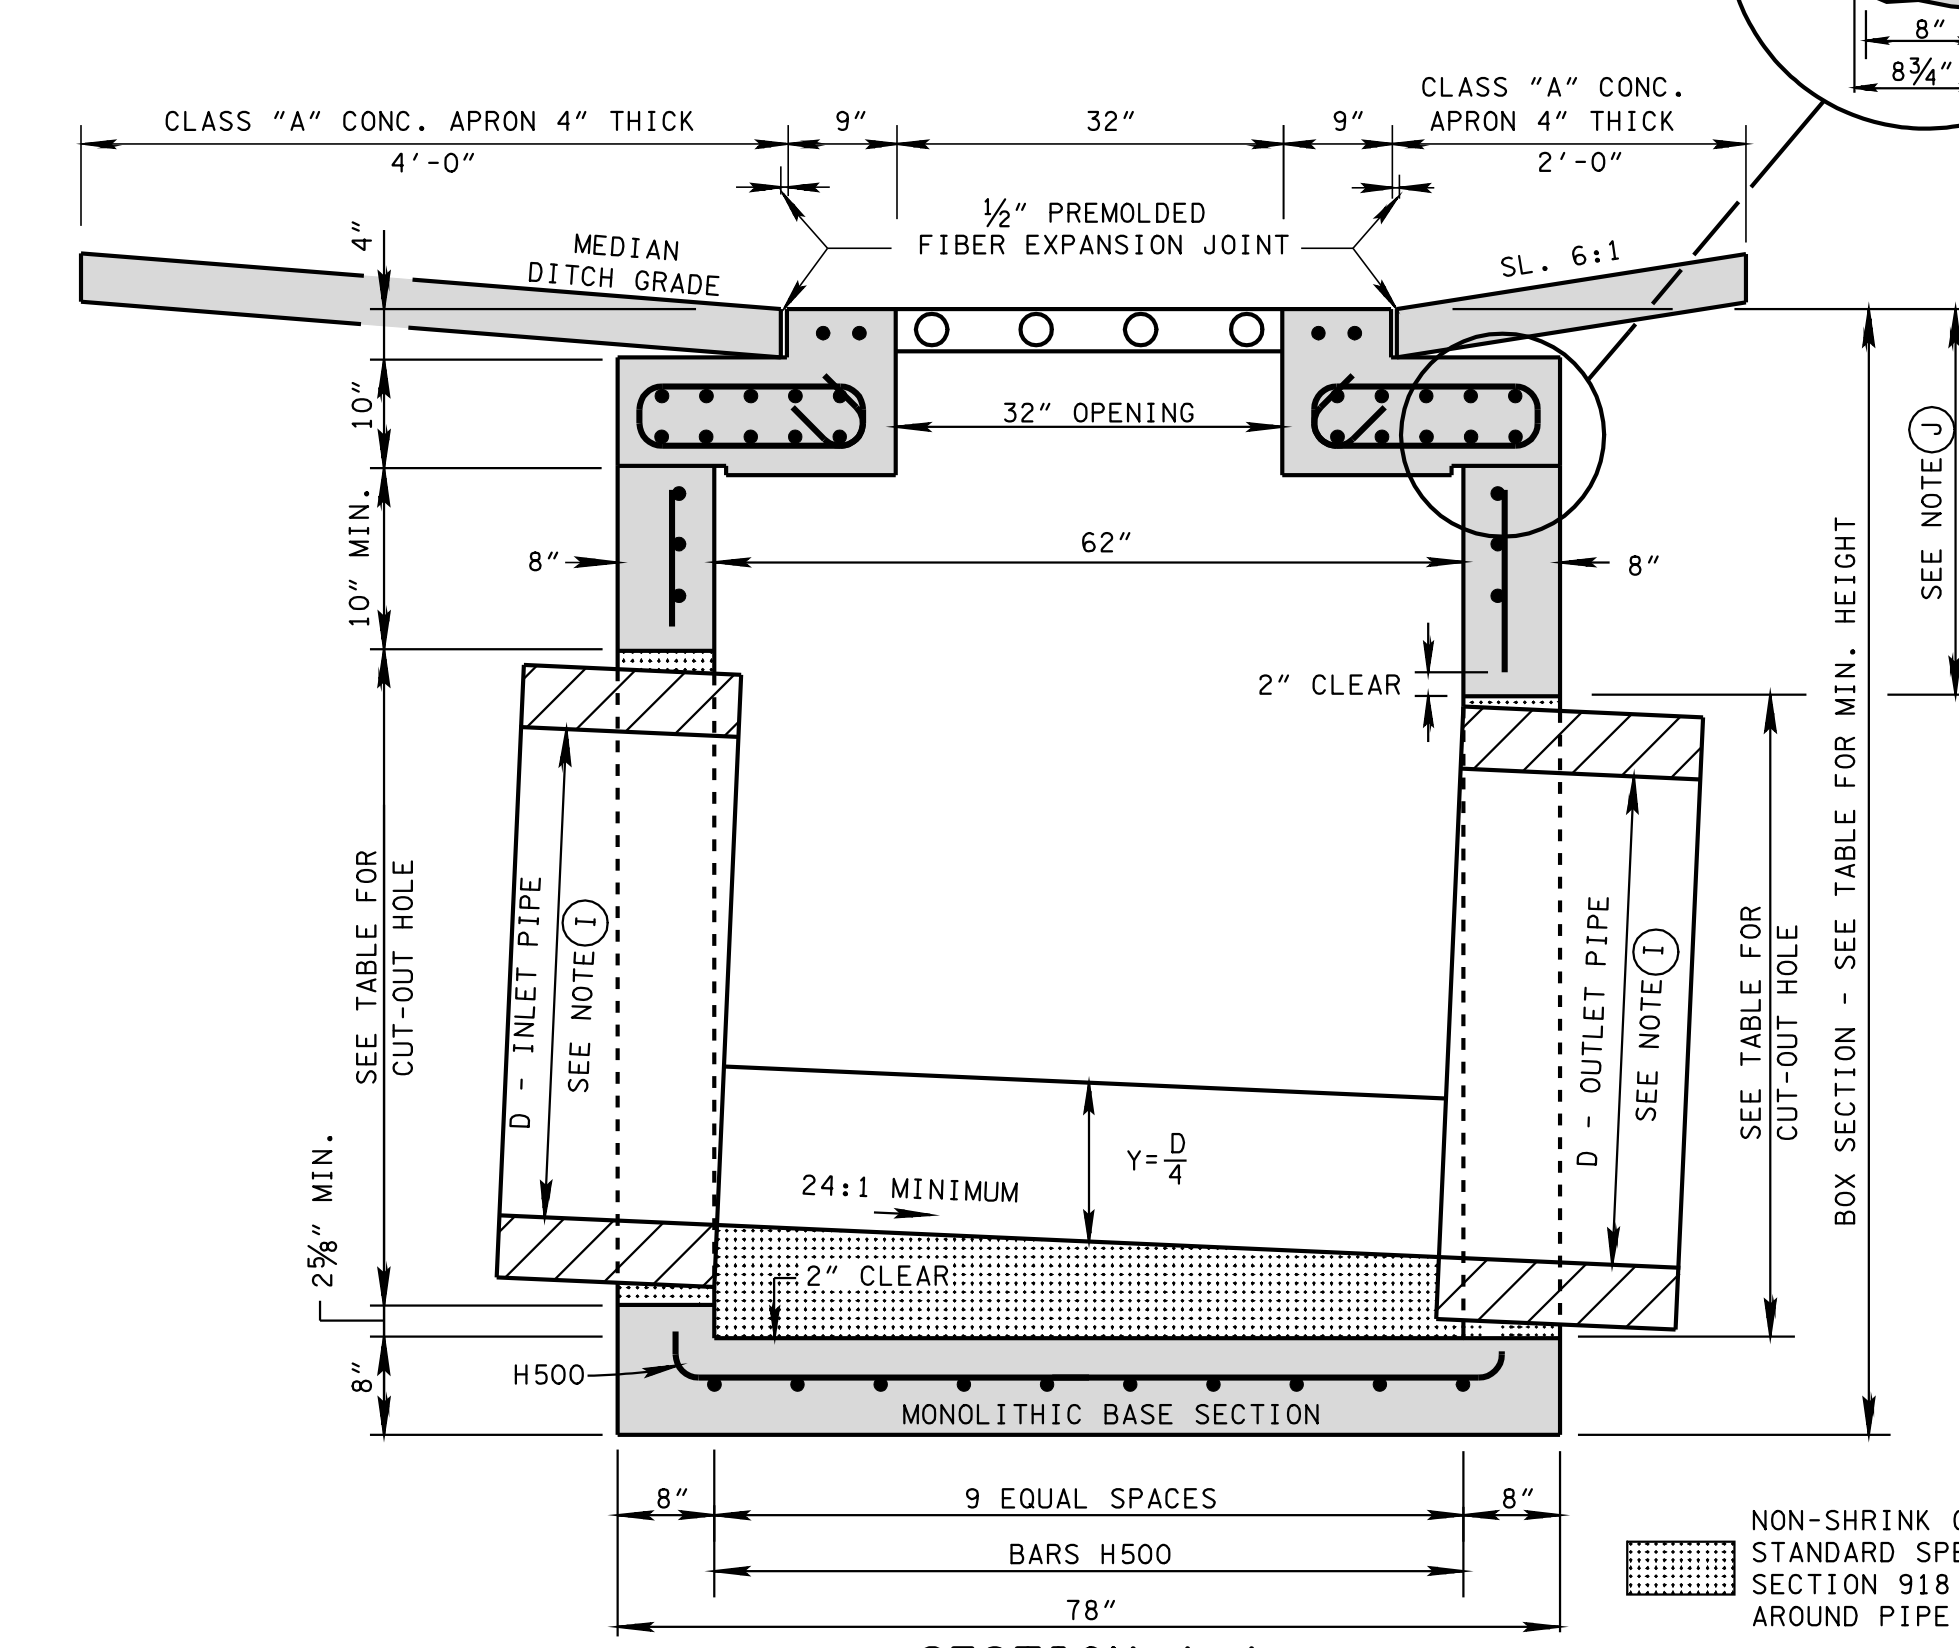 8"
8¾"
CLASS "A" CONC. APRON 4" THICK
4'-0"
9"
32"
9"
CLASS "A" CONC.
APRON 4" THICK
2'-0"
½" PREMOLDED
FIBER EXPANSION JOINT
4"
MEDIAN
DITCH GRADE
SL. 6:1
10"
32" OPENING
10" MIN.
8"
62"
8"
2" CLEAR
SEE NOTE J
BOX SECTION - SEE TABLE FOR MIN. HEIGHT
SEE TABLE FOR
CUT-OUT HOLE
D - INLET PIPE
SEE NOTE I
D - OUTLET PIPE
SEE NOTE I
SEE TABLE FOR
CUT-OUT HOLE
Y=D/4
24:1 MINIMUM
2⅝" MIN.
2" CLEAR
8"
H500
MONOLITHIC BASE SECTION
8"
9 EQUAL SPACES
8"
BARS H500
78"
NON-SHRINK
STANDARD
SECTION 918
AROUND PIPE